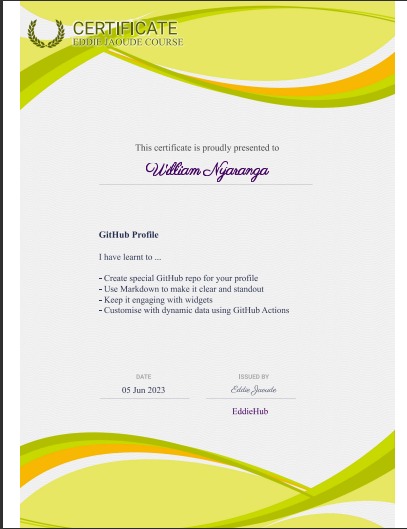 CERTIFICATE
EDDIE JAOUDE COURSE
This certificate is proudly presented to
William Nyaranga
GitHub Profile
I have learnt to ...
- Create special GitHub repo for your profile
- Use Markdown to make it clear and standout
- Keep it engaging with widgets
- Customise with dynamic data using GitHub Actions
DATE
05 Jun 2023
ISSUED BY
Eddie Jaoude
EddieHub